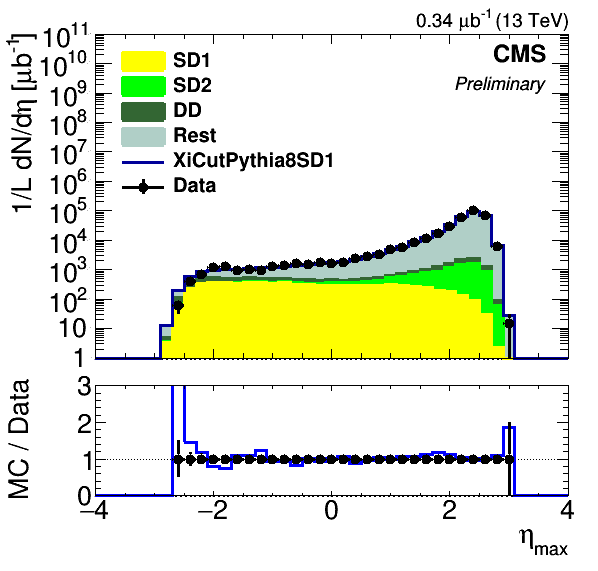 0.34 μb⁻¹ (13 TeV)
1/L dN/dη [μb⁻¹]
10¹¹
10¹⁰
10⁹
10⁸
10⁷
10⁶
10⁵
10⁴
10³
10²
10
1
CMS
Preliminary
SD1
SD2
DD
Rest
XiCutPythia8SD1
Data
MC / Data
3
2
1
0
−4 −2 0 2 4
η_max